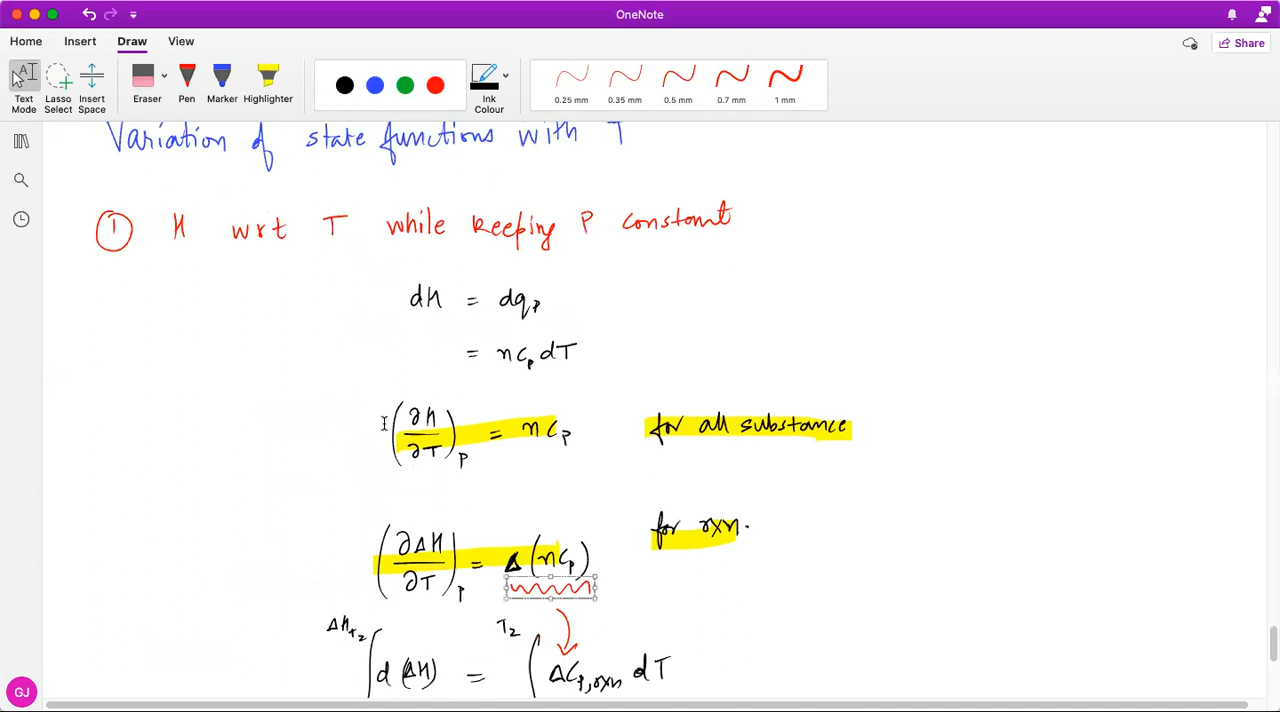 OneNote
Home Insert Draw View
Share
Text Mode
Lasso Select
Insert Space
Eraser
Pen
Marker
Highlighter
Ink Colour
0.25 mm 0.35 mm 0.5 mm 0.7 mm 1 mm
Variation of state functions with T
① H wrt T while keeping P constant
dH = dq_P
= nC_P dT
(∂H/∂T)_P = nC_P for all substance
(∂ΔH/∂T)_P = Δ(nC_P) for rxn.
ΔH_T₂ T₂
∫ d(ΔH) = ∫ ΔC_P,rxn dT
GJ